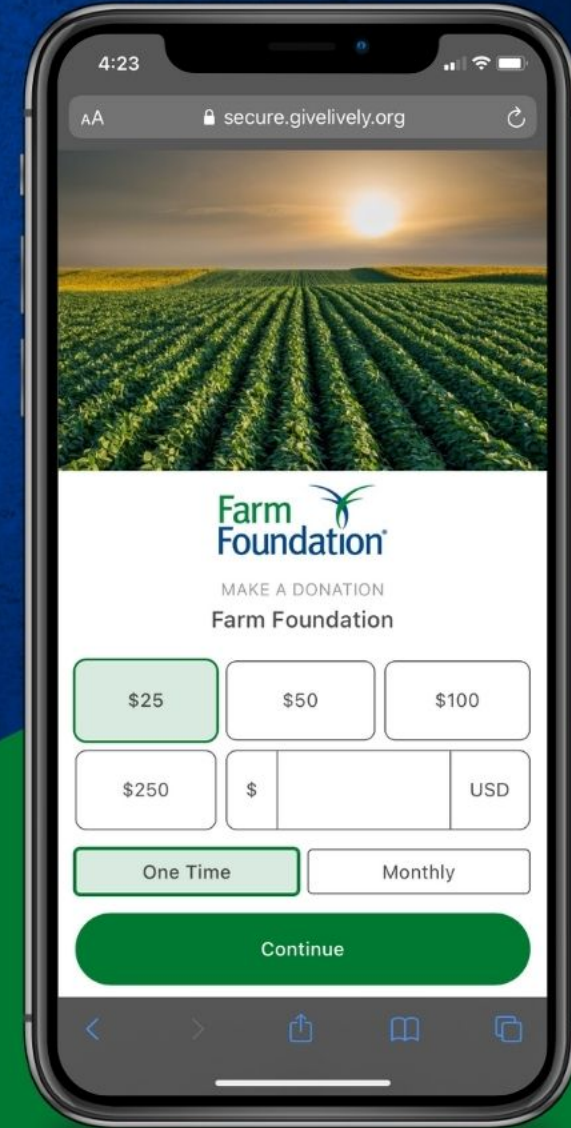 4:23
AA secure.givelively.org
Farm
Foundation®
MAKE A DONATION
Farm Foundation
$25 $50 $100
$250 $ USD
One Time Monthly
Continue